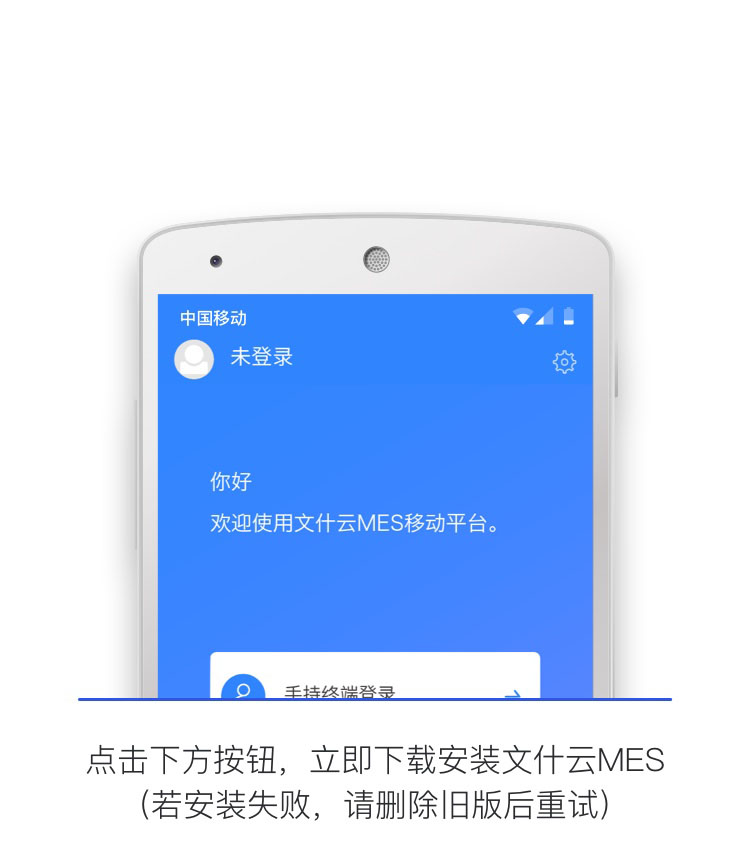 中国移动
未登录
你好
欢迎使用文什云MES移动平台。
手持终端登录
点击下方按钮，立即下载安装文什云MES
（若安装失败，请删除旧版后重试）